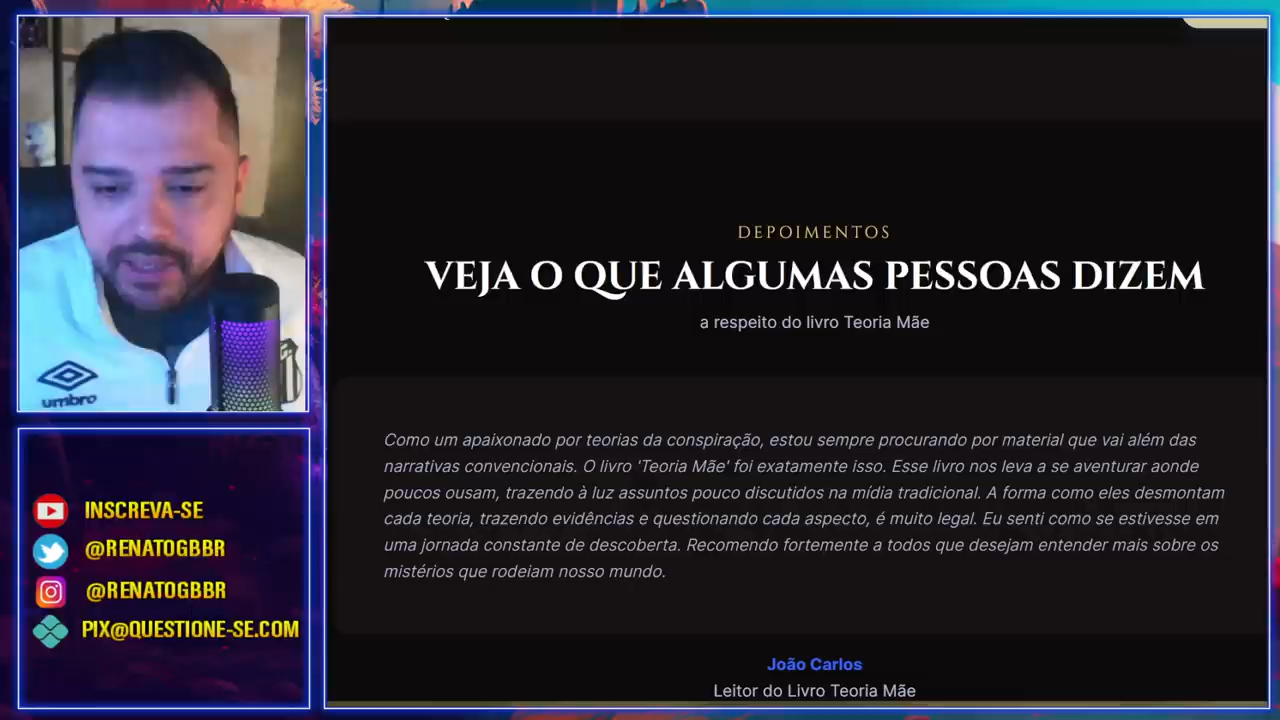 DEPOIMENTOS
VEJA O QUE ALGUMAS PESSOAS DIZEM
a respeito do livro Teoria Mãe
Como um apaixonado por teorias da conspiração, estou sempre procurando por material que vai além das
narrativas convencionais. O livro 'Teoria Mãe' foi exatamente isso. Esse livro nos leva a se aventurar aonde
poucos ousam, trazendo à luz assuntos pouco discutidos na mídia tradicional. A forma como eles desmontam
cada teoria, trazendo evidências e questionando cada aspecto, é muito legal. Eu senti como se estivesse em
uma jornada constante de descoberta. Recomendo fortemente a todos que desejam entender mais sobre os
mistérios que rodeiam nosso mundo.
João Carlos
Leitor do Livro Teoria Mãe
umbro
INSCREVA-SE
@RENATOGBBR
@RENATOGBBR
PIX@QUESTIONE-SE.COM